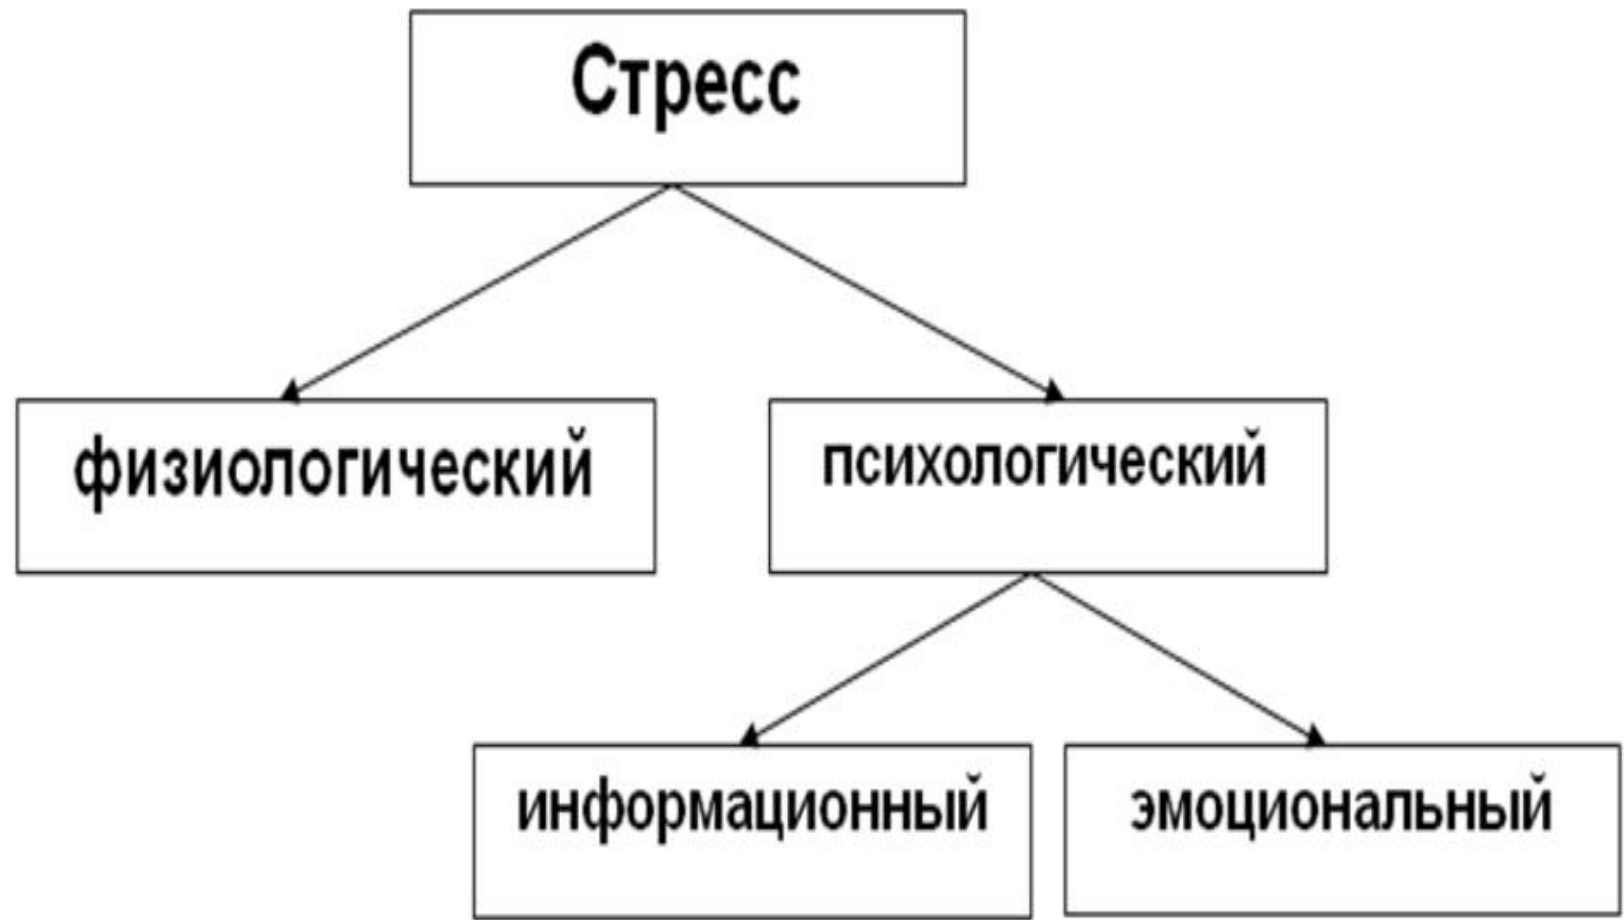 Стресс
физиологический
психологический
информационный
эмоциональный